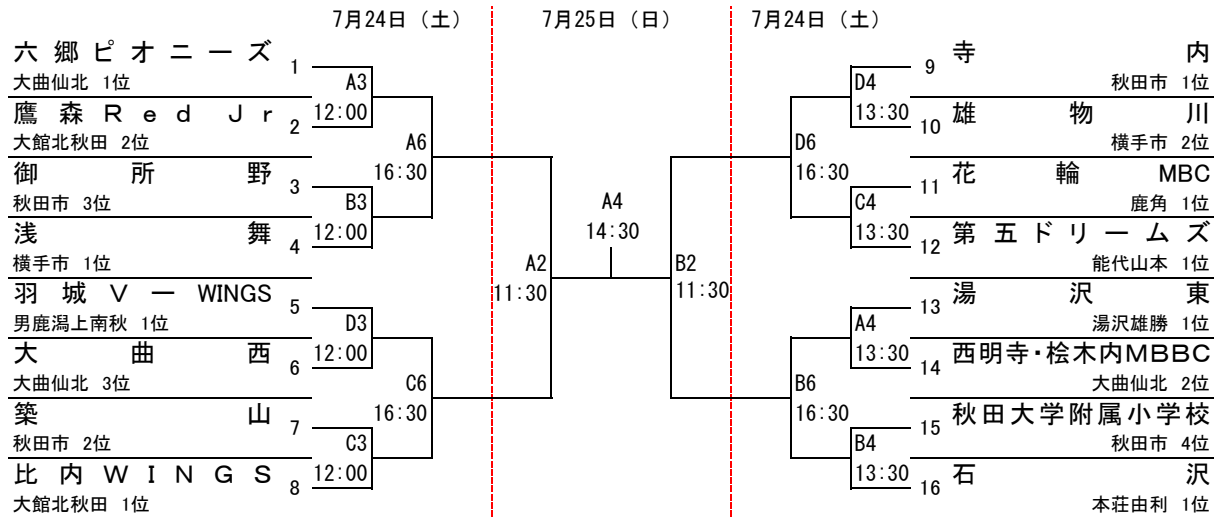 7月24日（土）
7月25日（日）
7月24日（土）
六郷ピオニーズ
大曲仙北 1位
1
鷹森Ｒｅｄ Ｊｒ
大館北秋田 2位
2
A3
12:00
御所野
秋田市 3位
3
浅舞
横手市 1位
4
B3
12:00
A6
16:30
羽城Ｖ－WINGS
男鹿潟上南秋 1位
5
大曲西
大曲仙北 3位
6
D3
12:00
築山
秋田市 2位
7
比内ＷＩＮＧＳ
大館北秋田 1位
8
C3
12:00
C6
16:30
A2
11:30
A4
14:30
B2
11:30
9 寺内
秋田市 1位
10 雄物川
横手市 2位
D4
13:30
11 花輪MBC
鹿角 1位
12 第五ドリームズ
能代山本 1位
C4
13:30
D6
16:30
13 湯沢東
湯沢雄勝 1位
14 西明寺・桧木内ＭＢＢＣ
大曲仙北 2位
A4
13:30
15 秋田大学附属小学校
秋田市 4位
16 石沢
本荘由利 1位
B4
13:30
B6
16:30